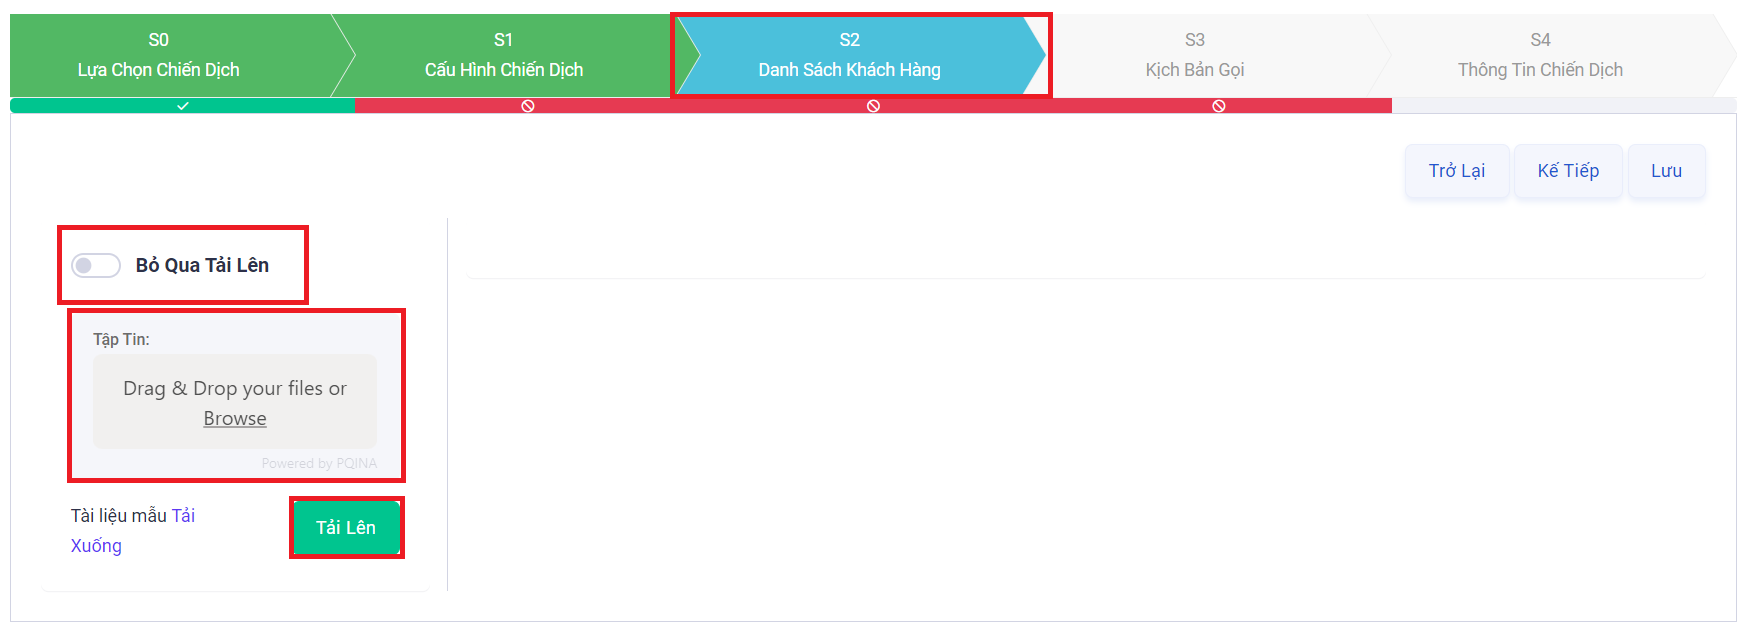 S0
Lựa Chọn Chiến Dịch
S1
Cấu Hình Chiến Dịch
S2
Danh Sách Khách Hàng
S3
Kịch Bản Gọi
S4
Thông Tin Chiến Dịch
Trở Lại
Kế Tiếp
Lưu
Bỏ Qua Tải Lên
Tập Tin:
Drag & Drop your files or
Browse
Powered by PQINA
Tài liệu mẫu Tải
Xuống
Tải Lên